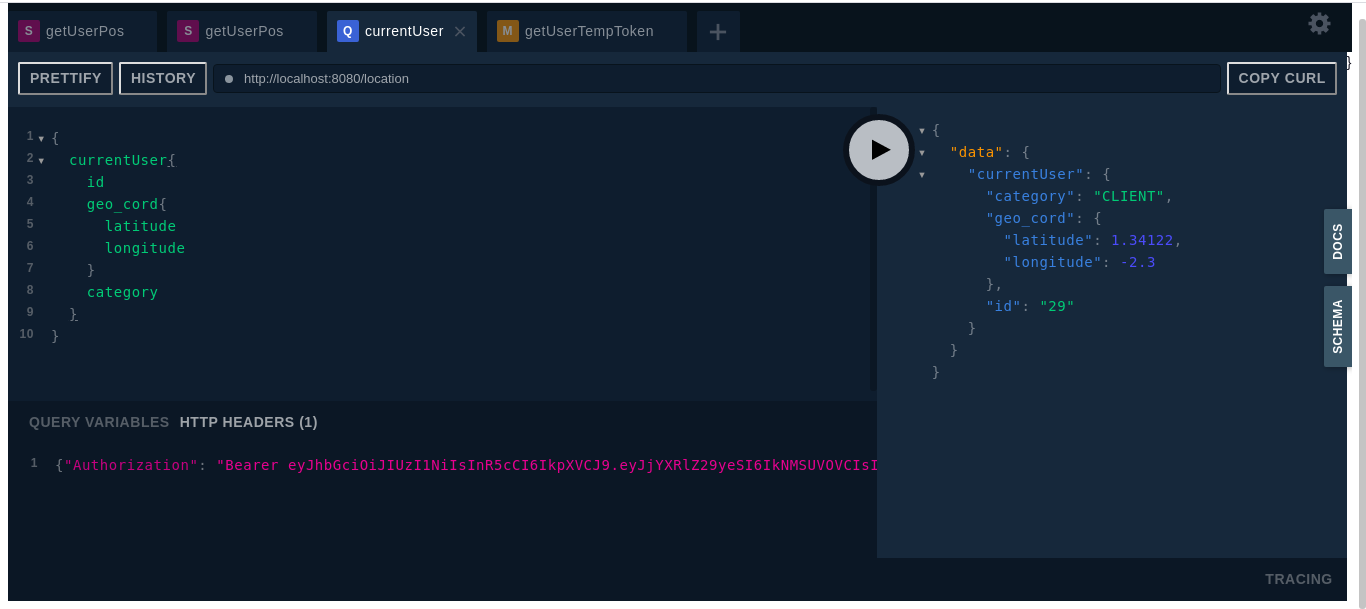 S getUserPos S getUserPos Q currentUser × M getUserTempToken +
PRETTIFY HISTORY http://localhost:8080/location COPY CURL }
1 {
2 currentUser{
3 id
4 geo_cord{
5 latitude
6 longitude
7 }
8 category
9 }
10 }
QUERY VARIABLES HTTP HEADERS (1)
1 {"Authorization": "Bearer eyJhbGciOiJIUzI1NiIsInR5cCI6IkpXVCJ9.eyJjYXRlZ29yeSI6IkNMSUVOVCIsI
{
"data": {
"currentUser": {
"category": "CLIENT",
"geo_cord": {
"latitude": 1.34122,
"longitude": -2.3
},
"id": "29"
}
}
}
DOCS
SCHEMA
TRACING